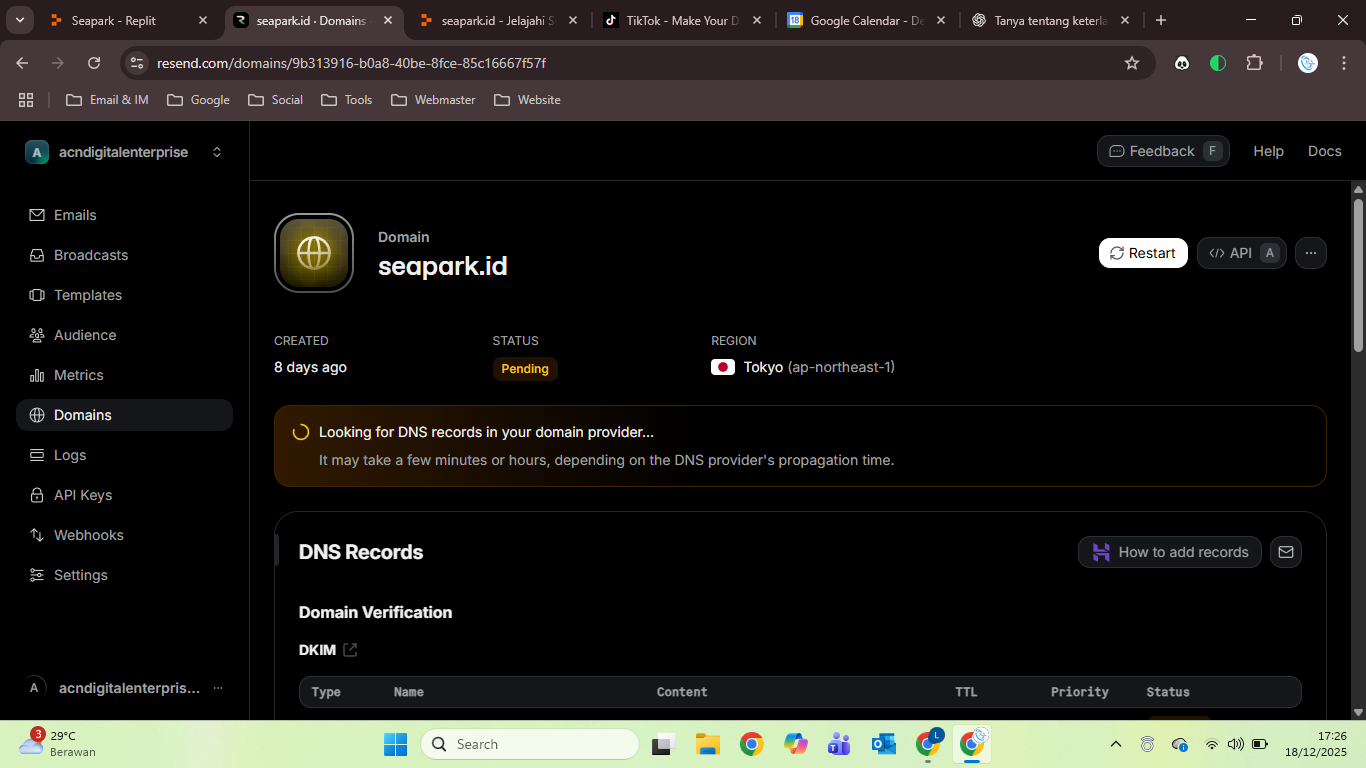 Seapark - Replit
seapark.id · Domains
seapark.id - Jelajahi S
TikTok - Make Your D
Google Calendar - De
Tanya tentang keterla
resend.com/domains/9b313916-b0a8-40be-8fce-85c16667f57f
Email & IM
Google
Social
Tools
Webmaster
Website
A
acndigitalenterprise
Feedback F
Help
Docs
Emails
Broadcasts
Templates
Audience
Metrics
Domains
Logs
API Keys
Webhooks
Settings
A
acndigitalenterpris...
Domain
seapark.id
Restart
API A
CREATED
STATUS
REGION
8 days ago
Pending
Tokyo (ap-northeast-1)
Looking for DNS records in your domain provider...
It may take a few minutes or hours, depending on the DNS provider's propagation time.
DNS Records
How to add records
Domain Verification
DKIM
Type Name Content TTL Priority Status
3
29°C
Berawan
Search
L
17:26
18/12/2025